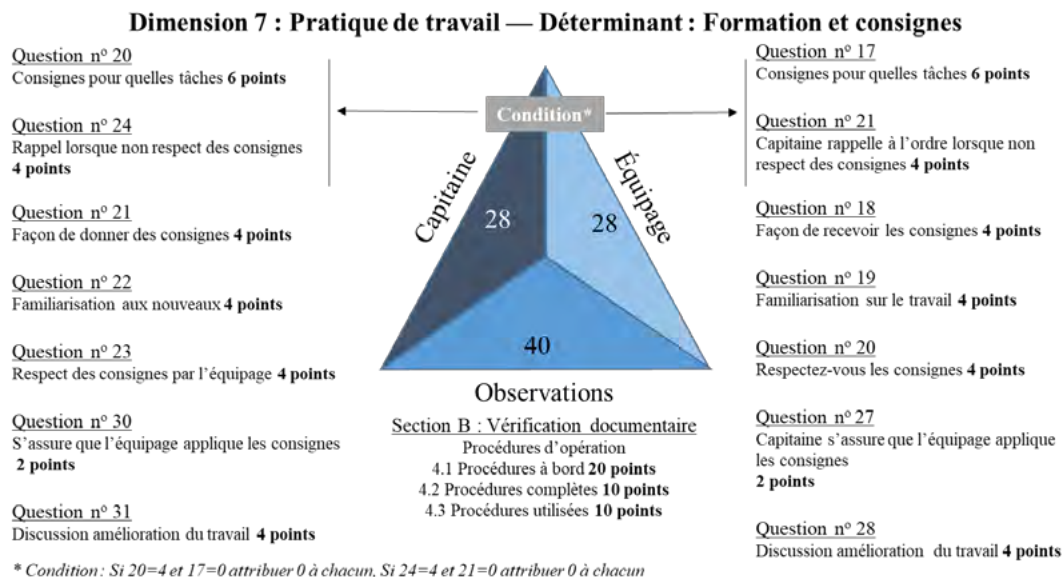 Dimension 7 : Pratique de travail — Déterminant : Formation et consignes
Question nº 20
Consignes pour quelles tâches 6 points
Question nº 24
Rappel lorsque non respect des consignes
4 points
Question nº 21
Façon de donner des consignes 4 points
Question nº 22
Familiarisation aux nouveaux 4 points
Question nº 23
Respect des consignes par l'équipage 4 points
Question nº 30
S'assure que l'équipage applique les consignes
2 points
Question nº 31
Discussion amélioration du travail 4 points
Condition*
Capitaine
Équipage
28
28
40
Observations
Section B : Vérification documentaire
Procédures d'opération
4.1 Procédures à bord 20 points
4.2 Procédures complètes 10 points
4.3 Procédures utilisées 10 points
Question nº 17
Consignes pour quelles tâches 6 points
Question nº 21
Capitaine rappelle à l'ordre lorsque non
respect des consignes 4 points
Question nº 18
Façon de recevoir les consignes 4 points
Question nº 19
Familiarisation sur le travail 4 points
Question nº 20
Respectez-vous les consignes 4 points
Question nº 27
Capitaine s'assure que l'équipage applique
les consignes
2 points
Question nº 28
Discussion amélioration du travail 4 points
* Condition : Si 20=4 et 17=0 attribuer 0 à chacun, Si 24=4 et 21=0 attribuer 0 à chacun